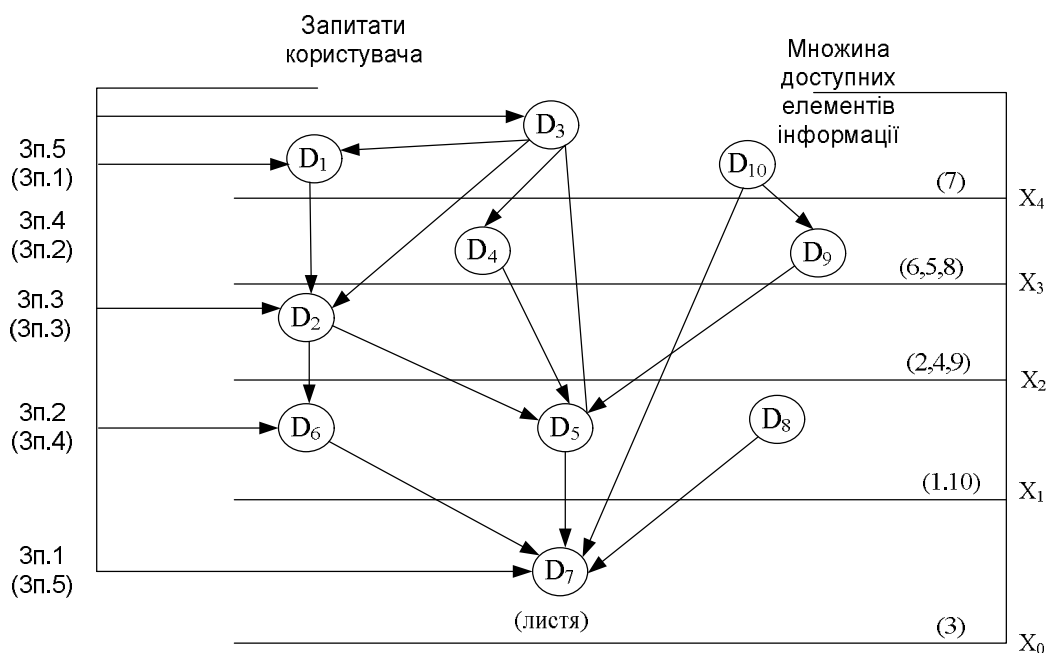 Запитати
користувача
Множина
доступних
елементів
інформації
D3
D1
D10
Зп.5
(Зп.1)
(7)
X4
Зп.4
(Зп.2)
D4
D9
(6,5,8)
X3
Зп.3
(Зп.3)
D2
(2,4,9)
X2
Зп.2
(Зп.4)
D6
D5
D8
(1.10)
X1
Зп.1
(Зп.5)
D7
(листя)
(3)
X0